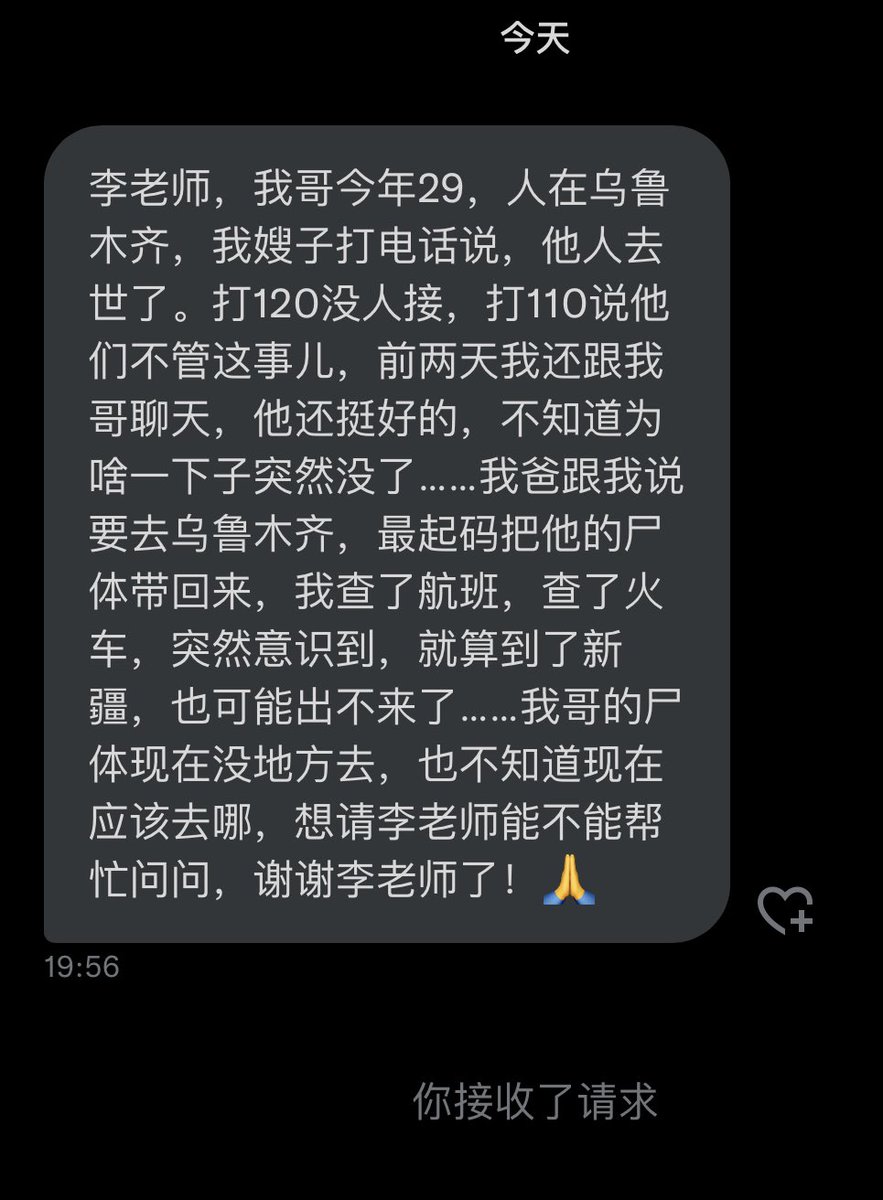 今天
李老师，我哥今年29，人在乌鲁
木齐，我嫂子打电话说，他人去
世了。打120没人接，打110说他
们不管这事儿，前两天我还跟我
哥聊天，他还挺好的，不知道为
啥一下子突然没了……我爸跟我说
要去乌鲁木齐，最起码把他的尸
体带回来，我查了航班，查了火
车，突然意识到，就算到了新
疆，也可能出不来了……我哥的尸
体现在没地方去，也不知道现在
应该去哪，想请李老师能不能帮
忙问问，谢谢李老师了！🙏
19:56
你接收了请求